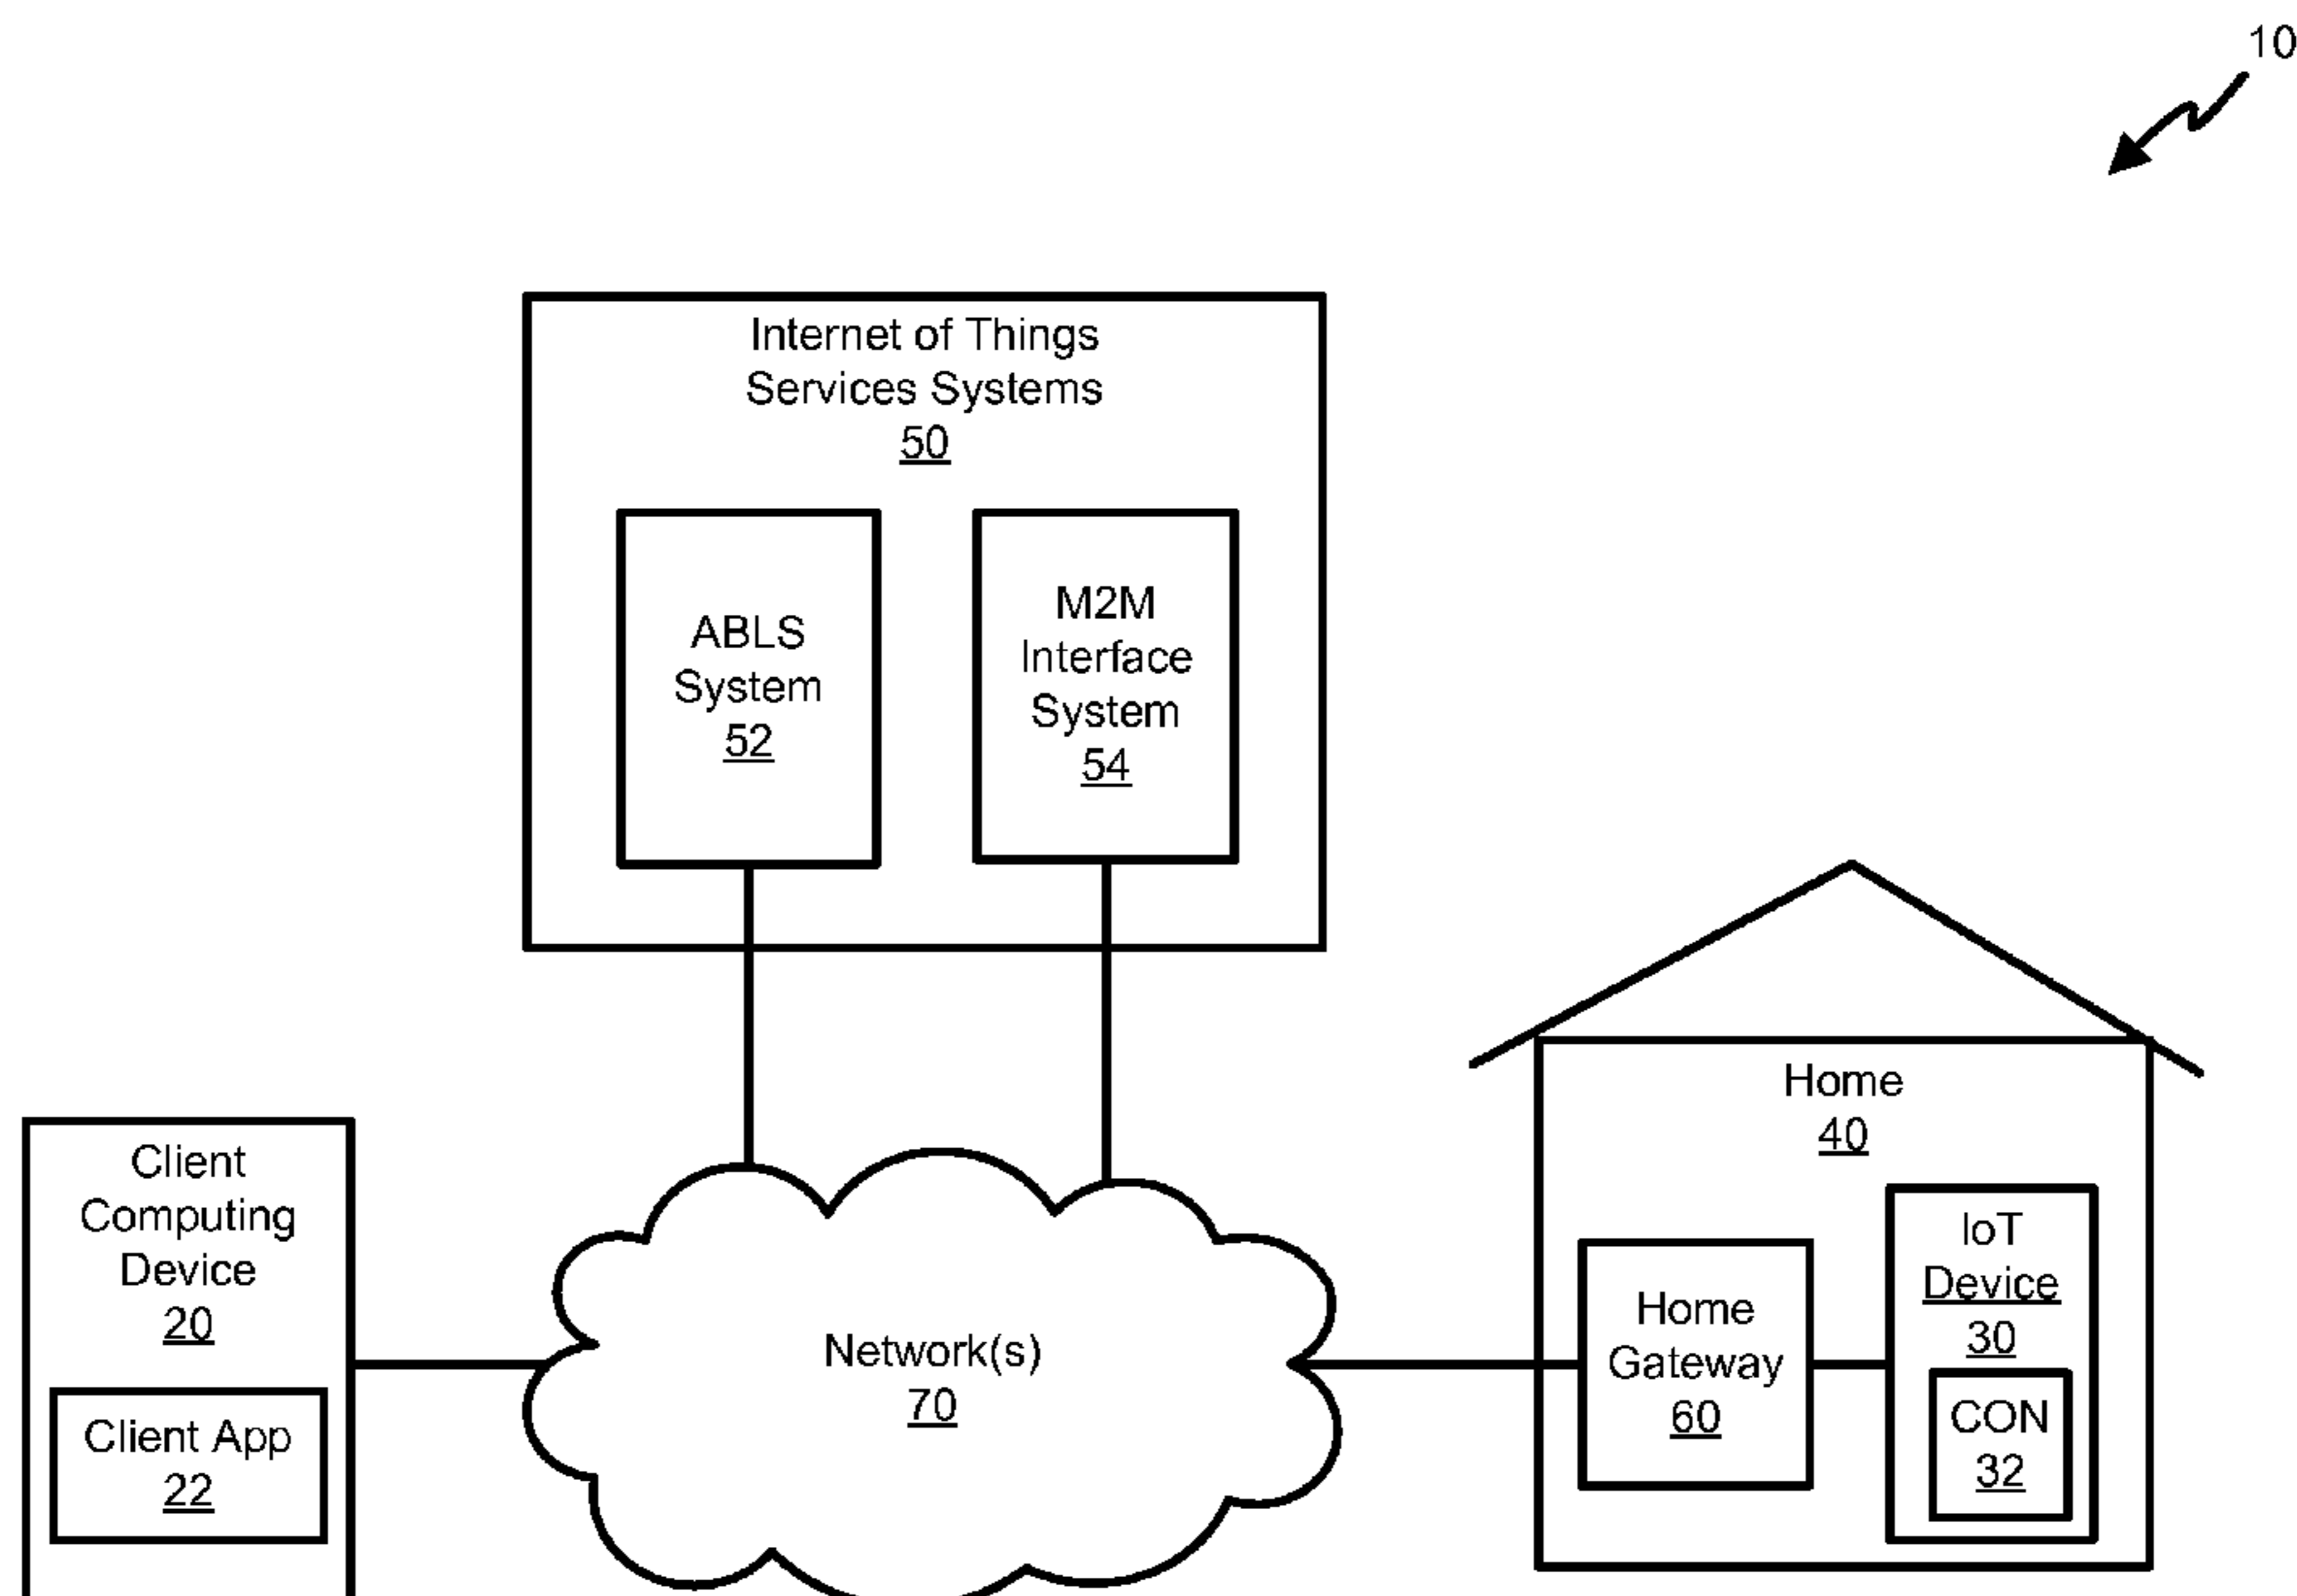 10
Internet of Things
Services Systems
50
ABLS
System
52
M2M
Interface
System
54
Home
40
Client
Computing
Device
20
Client App
22
Network(s)
70
Home
Gateway
60
IoT
Device
30
CON
32